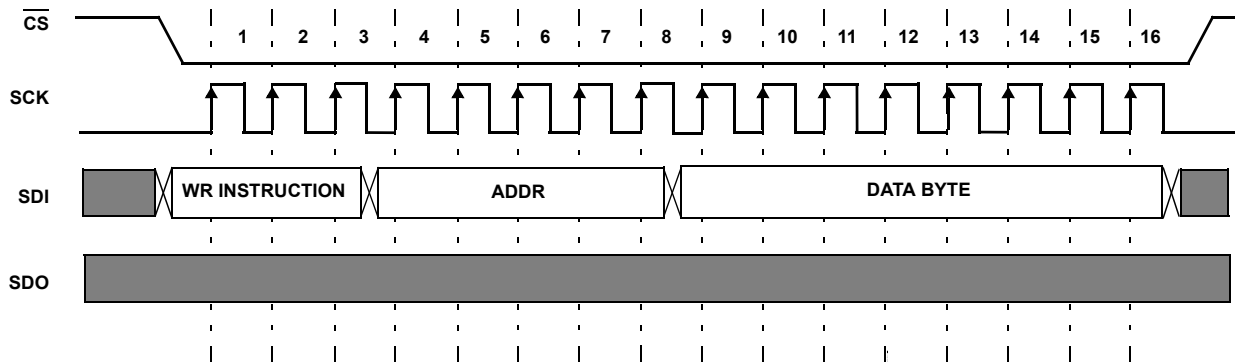 CS
1 2 3 4 5 6 7 8 9 10 11 12 13 14 15 16
SCK
SDI WR INSTRUCTION ADDR DATA BYTE
SDO